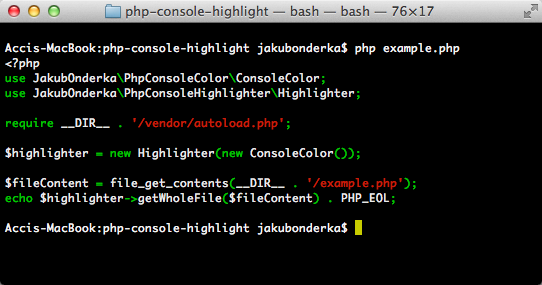 php-console-highlight — bash — bash — 76×17
Accis-MacBook:php-console-highlight jakubonderka$ php example.php
<?php
use JakubOnderka\PhpConsoleColor\ConsoleColor;
use JakubOnderka\PhpConsoleHighlighter\Highlighter;
require __DIR__ . '/vendor/autoload.php';
$highlighter = new Highlighter(new ConsoleColor());
$fileContent = file_get_contents(__DIR__ . '/example.php');
echo $highlighter->getWholeFile($fileContent) . PHP_EOL;
Accis-MacBook:php-console-highlight jakubonderka$